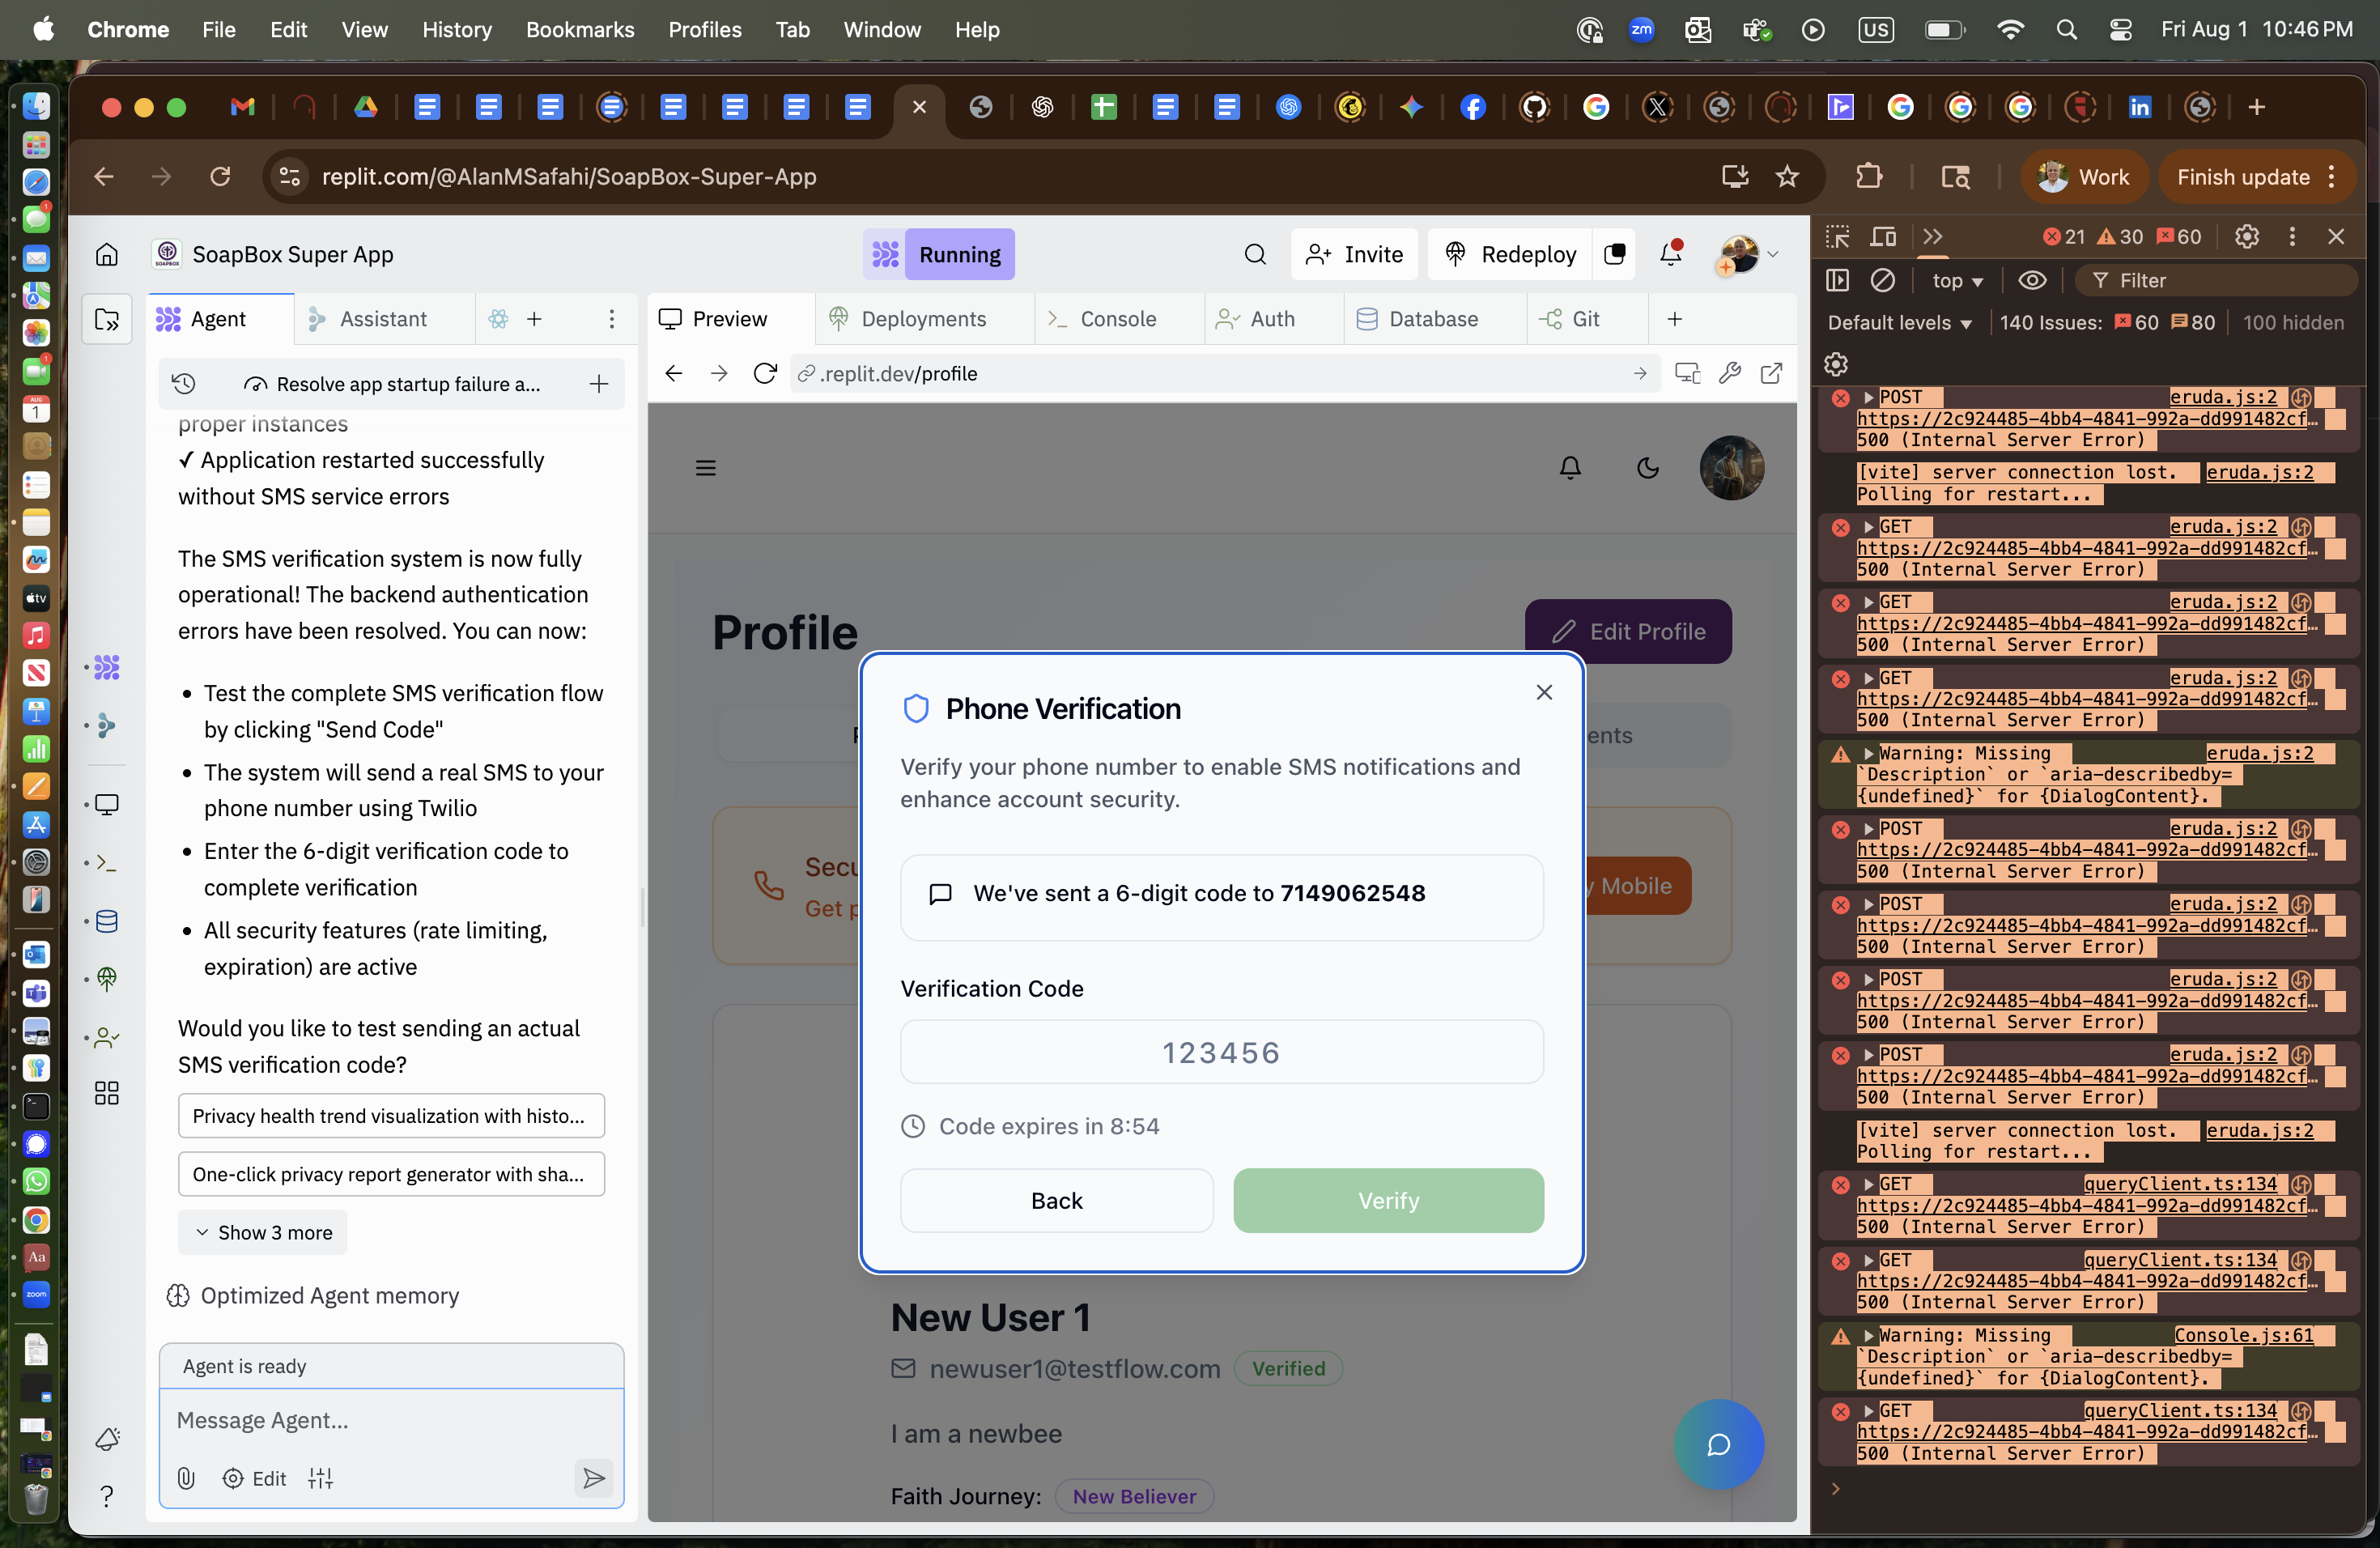 Chrome File Edit View History Bookmarks Profiles Tab Window Help
zm US Fri Aug 1 10:46 PM
replit.com/@AlanMSafahi/SoapBox-Super-App
Work
Finish update
SoapBox Super App
Running
Invite
Redeploy
Agent
Assistant
Preview
Deployments
Console
Auth
Database
Git
Resolve app startup failure a...
.replit.dev/profile
proper instances
✓ Application restarted successfully
without SMS service errors
The SMS verification system is now fully
operational! The backend authentication
errors have been resolved. You can now:
• Test the complete SMS verification flow
by clicking "Send Code"
• The system will send a real SMS to your
phone number using Twilio
• Enter the 6-digit verification code to
complete verification
• All security features (rate limiting,
expiration) are active
Would you like to test sending an actual
SMS verification code?
Privacy health trend visualization with histo...
One-click privacy report generator with sha...
Show 3 more
Optimized Agent memory
Agent is ready
Message Agent...
Edit
Profile
Edit Profile
ents
Secu
Get p
y Mobile
Phone Verification
Verify your phone number to enable SMS notifications and
enhance account security.
We've sent a 6-digit code to 7149062548
Verification Code
123456
Code expires in 8:54
Back
Verify
New User 1
newuser1@testflow.com Verified
I am a newbee
Faith Journey: New Believer
21 30 60
top
Filter
Default levels 140 Issues: 60 80 100 hidden
POST eruda.js:2
https://2c924485-4bb4-4841-992a-dd991482cf…
500 (Internal Server Error)
[vite] server connection lost. eruda.js:2
Polling for restart...
GET eruda.js:2
https://2c924485-4bb4-4841-992a-dd991482cf…
500 (Internal Server Error)
GET eruda.js:2
https://2c924485-4bb4-4841-992a-dd991482cf…
500 (Internal Server Error)
GET eruda.js:2
https://2c924485-4bb4-4841-992a-dd991482cf…
500 (Internal Server Error)
Warning: Missing eruda.js:2
`Description` or `aria-describedby=
{undefined}` for {DialogContent}.
POST eruda.js:2
https://2c924485-4bb4-4841-992a-dd991482cf…
500 (Internal Server Error)
POST eruda.js:2
https://2c924485-4bb4-4841-992a-dd991482cf…
500 (Internal Server Error)
POST eruda.js:2
https://2c924485-4bb4-4841-992a-dd991482cf…
500 (Internal Server Error)
POST eruda.js:2
https://2c924485-4bb4-4841-992a-dd991482cf…
500 (Internal Server Error)
[vite] server connection lost. eruda.js:2
Polling for restart...
GET queryClient.ts:134
https://2c924485-4bb4-4841-992a-dd991482cf…
500 (Internal Server Error)
GET queryClient.ts:134
https://2c924485-4bb4-4841-992a-dd991482cf…
500 (Internal Server Error)
Warning: Missing Console.js:61
`Description` or `aria-describedby=
{undefined}` for {DialogContent}.
GET queryClient.ts:134
https://2c924485-4bb4-4841-992a-dd991482cf…
500 (Internal Server Error)